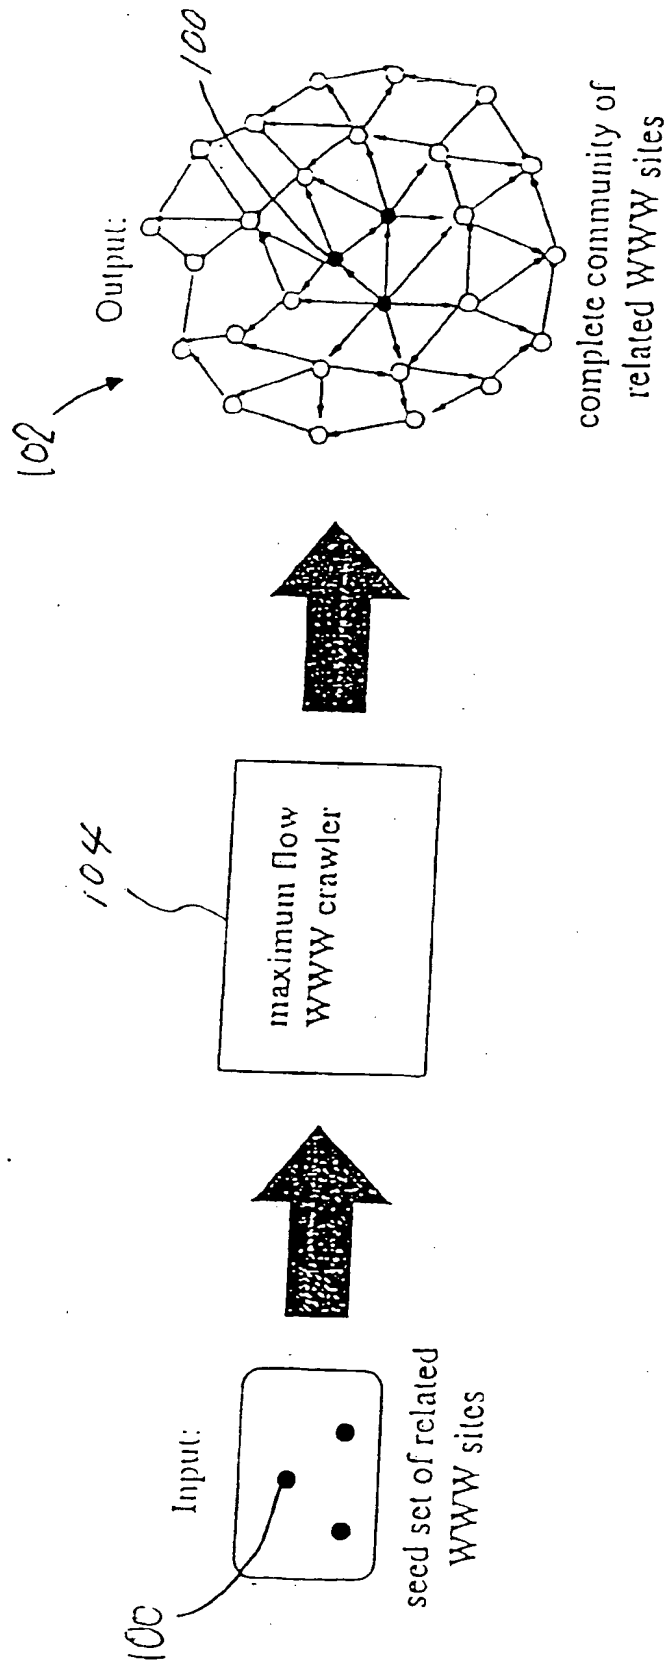 Input:
100
seed set of related
WWW sites
104
maximum flow
WWW crawler
102
Output:
100
complete community of
related WWW sites